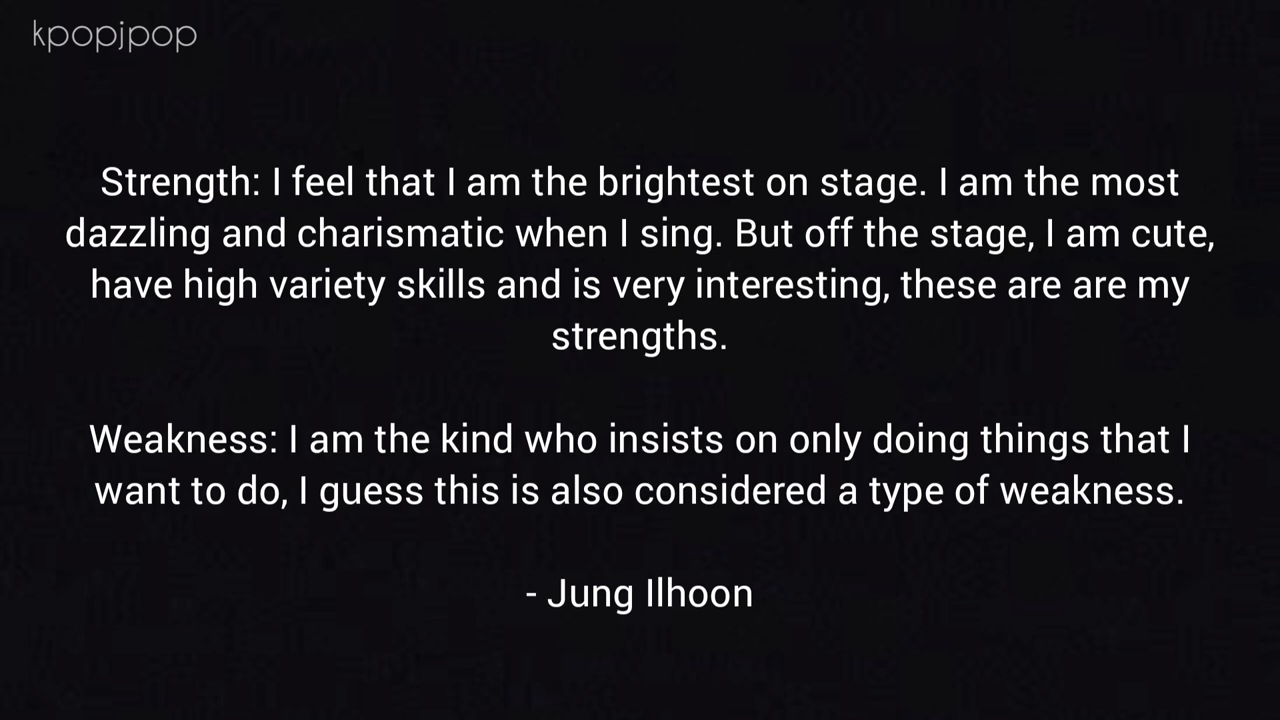 kpopjpop
Strength: I feel that I am the brightest on stage. I am the most
dazzling and charismatic when I sing. But off the stage, I am cute,
have high variety skills and is very interesting, these are are my
strengths.
Weakness: I am the kind who insists on only doing things that I
want to do, I guess this is also considered a type of weakness.
- Jung Ilhoon